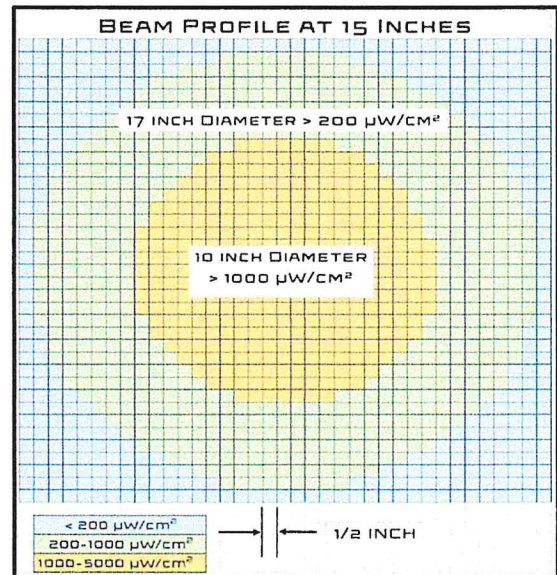 BEAM PROFILE AT 15 INCHES
17 INCH DIAMETER > 200 µW/CM²
10 INCH DIAMETER
> 1000 µW/CM²
< 200 µW/cm²
200-1000 µW/cm²
1000-5000 µW/cm²
1/2 INCH